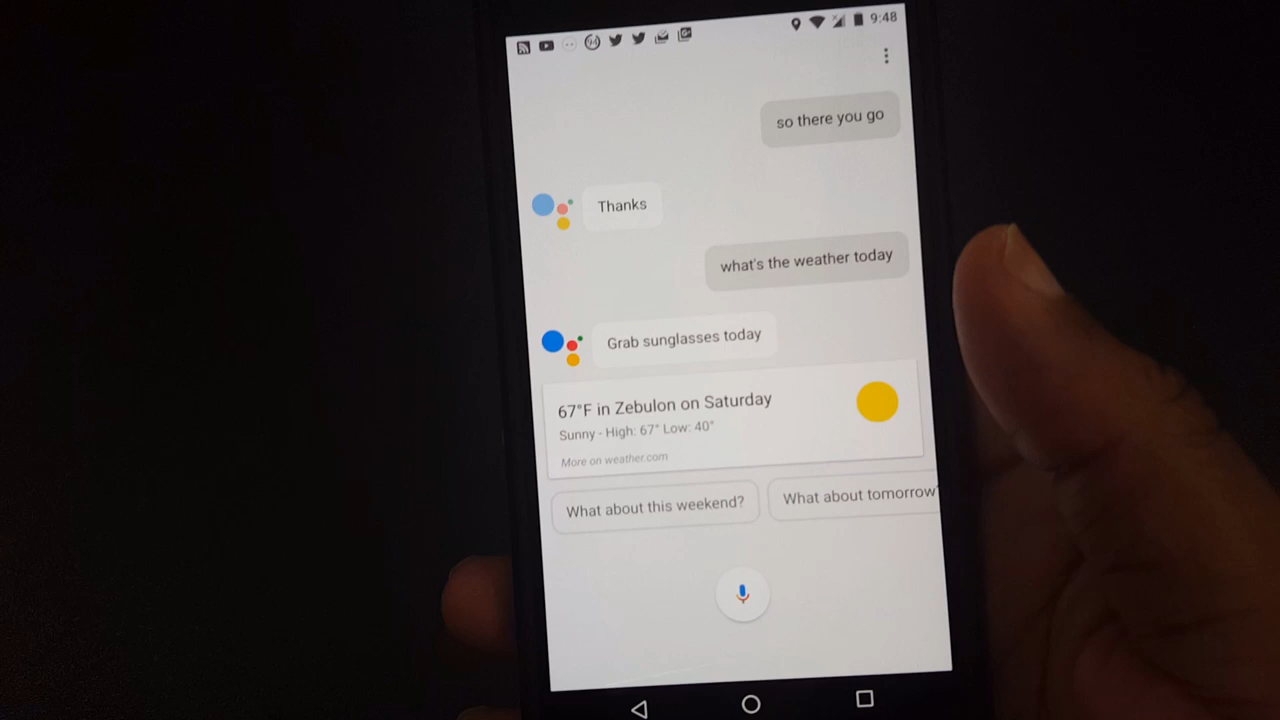 9:48
so there you go
Thanks
what's the weather today
Grab sunglasses today
67°F in Zebulon on Saturday
Sunny - High: 67° Low: 40°
More on weather.com
What about this weekend?
What about tomorrow?